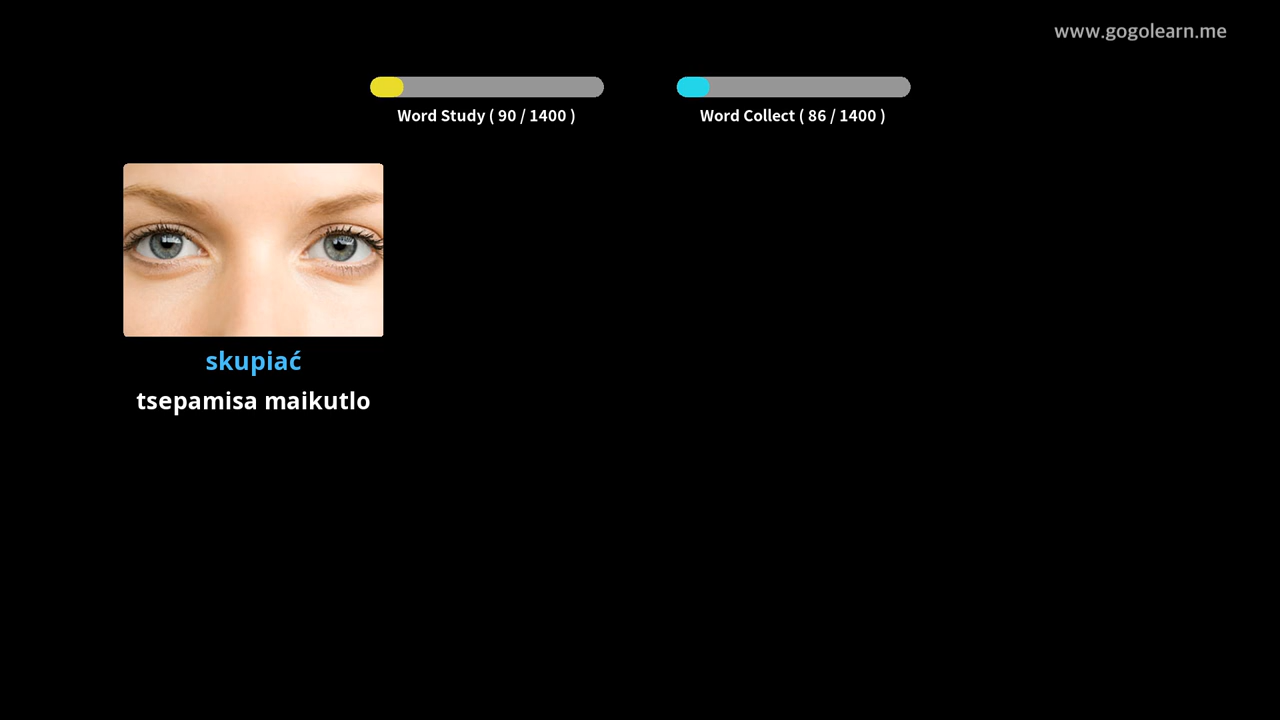 www.gogolearn.me
Word Study ( 90 / 1400 )
Word Collect ( 86 / 1400 )
skupiać
tsepamisa maikutlo